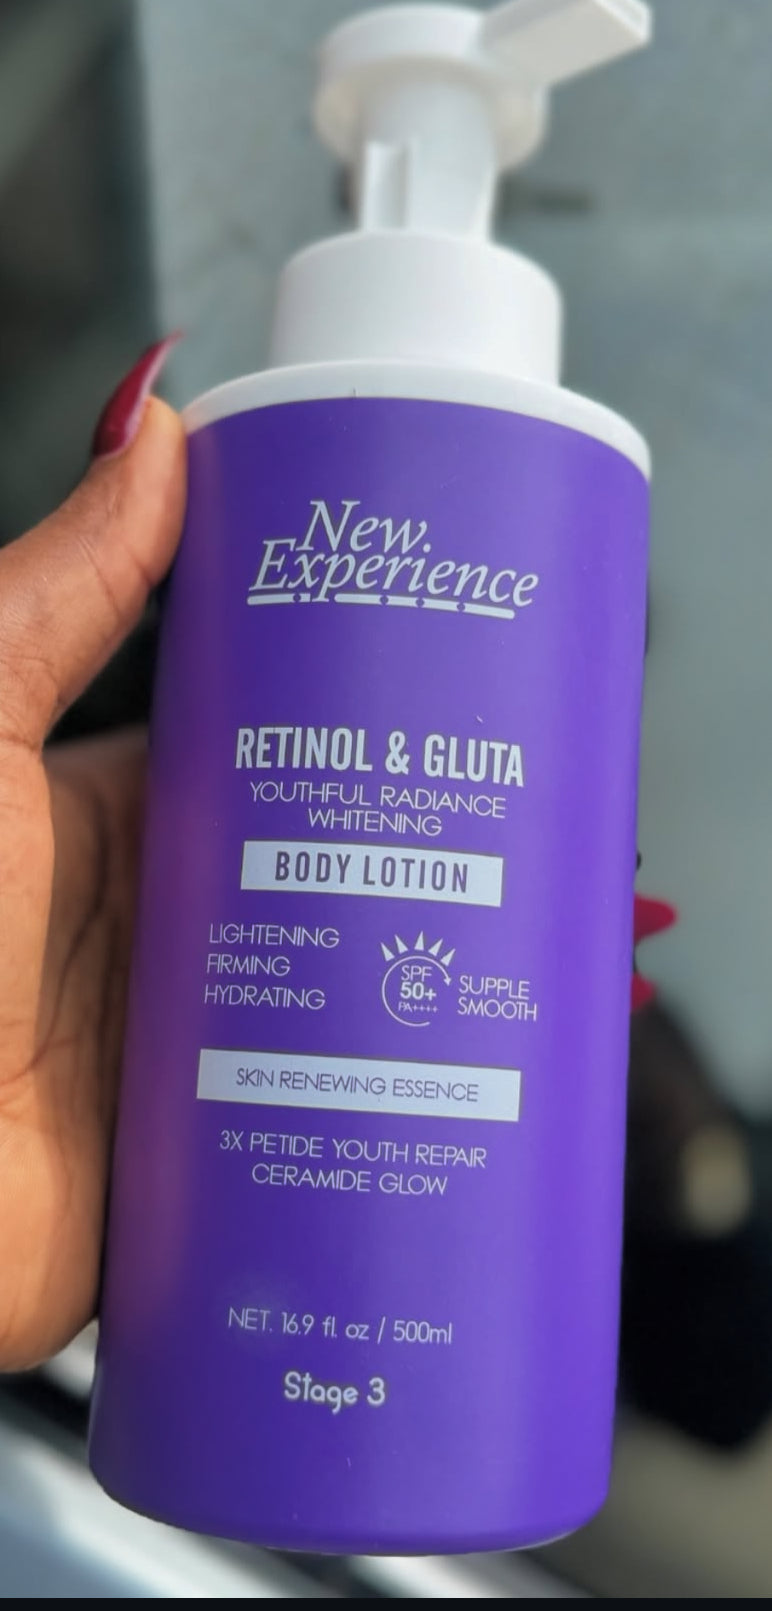 New
Experience
RETINOL & GLUTA
YOUTHFUL RADIANCE
WHITENING
BODY LOTION
LIGHTENING
FIRMING
HYDRATING
SPF
50+
PA++++
SUPPLE
SMOOTH
SKIN RENEWING ESSENCE
3X PETIDE YOUTH REPAIR
CERAMIDE GLOW
NET. 16.9 fl. oz / 500ml
Stage 3